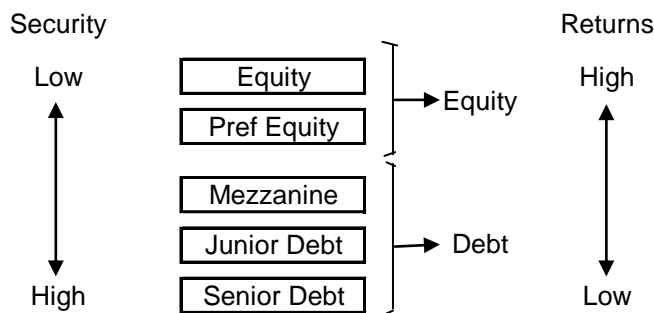 Security
Returns
Low
Equity
High
Equity
Pref Equity
Mezzanine
Junior Debt
Debt
High
Senior Debt
Low